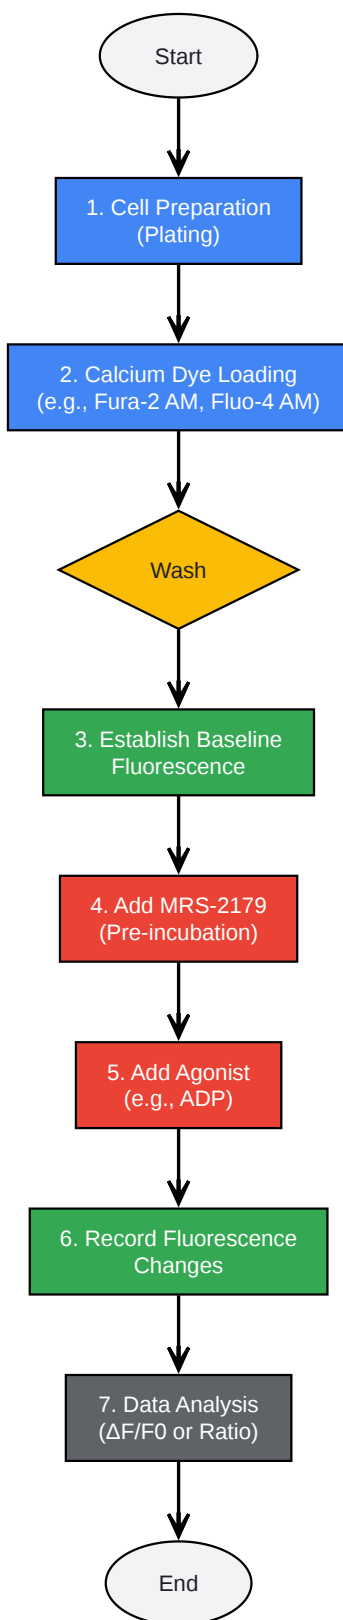 Start
1. Cell Preparation
(Plating)
2. Calcium Dye Loading
(e.g., Fura-2 AM, Fluo-4 AM)
Wash
3. Establish Baseline
Fluorescence
4. Add MRS-2179
(Pre-incubation)
5. Add Agonist
(e.g., ADP)
6. Record Fluorescence
Changes
7. Data Analysis
(ΔF/F0 or Ratio)
End